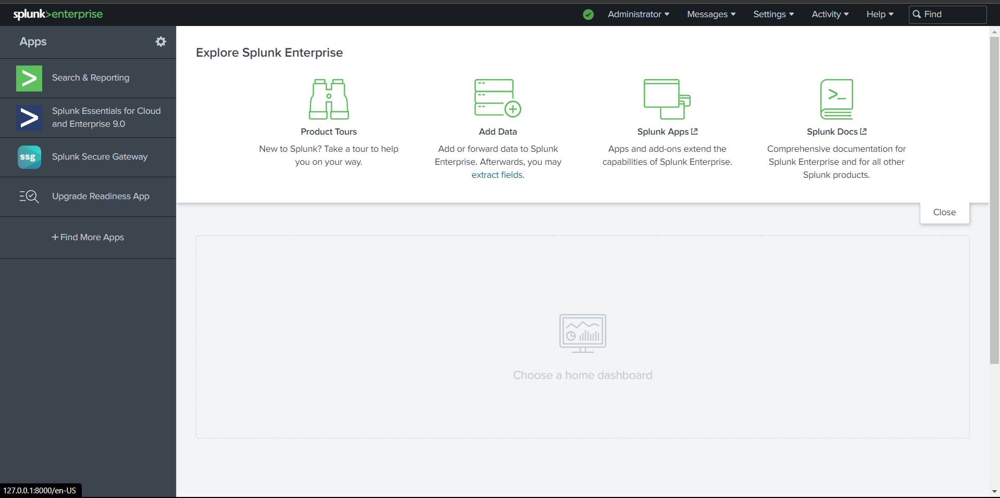 splunk>enterprise
Administrator
Messages
Settings
Activity
Help
Find
Apps
Search & Reporting
Splunk Essentials for Cloud
and Enterprise 9.0
ssg
Splunk Secure Gateway
Upgrade Readiness App
+ Find More Apps
Explore Splunk Enterprise
Product Tours
New to Splunk? Take a tour to help
you on your way.
Add Data
Add or forward data to Splunk
Enterprise. Afterwards, you may
extract fields.
Splunk Apps
Apps and add-ons extend the
capabilities of Splunk Enterprise.
Splunk Docs
Comprehensive documentation for
Splunk Enterprise and for all other
Splunk products.
Close
Choose a home dashboard
127.0.0.1:8000/en-US